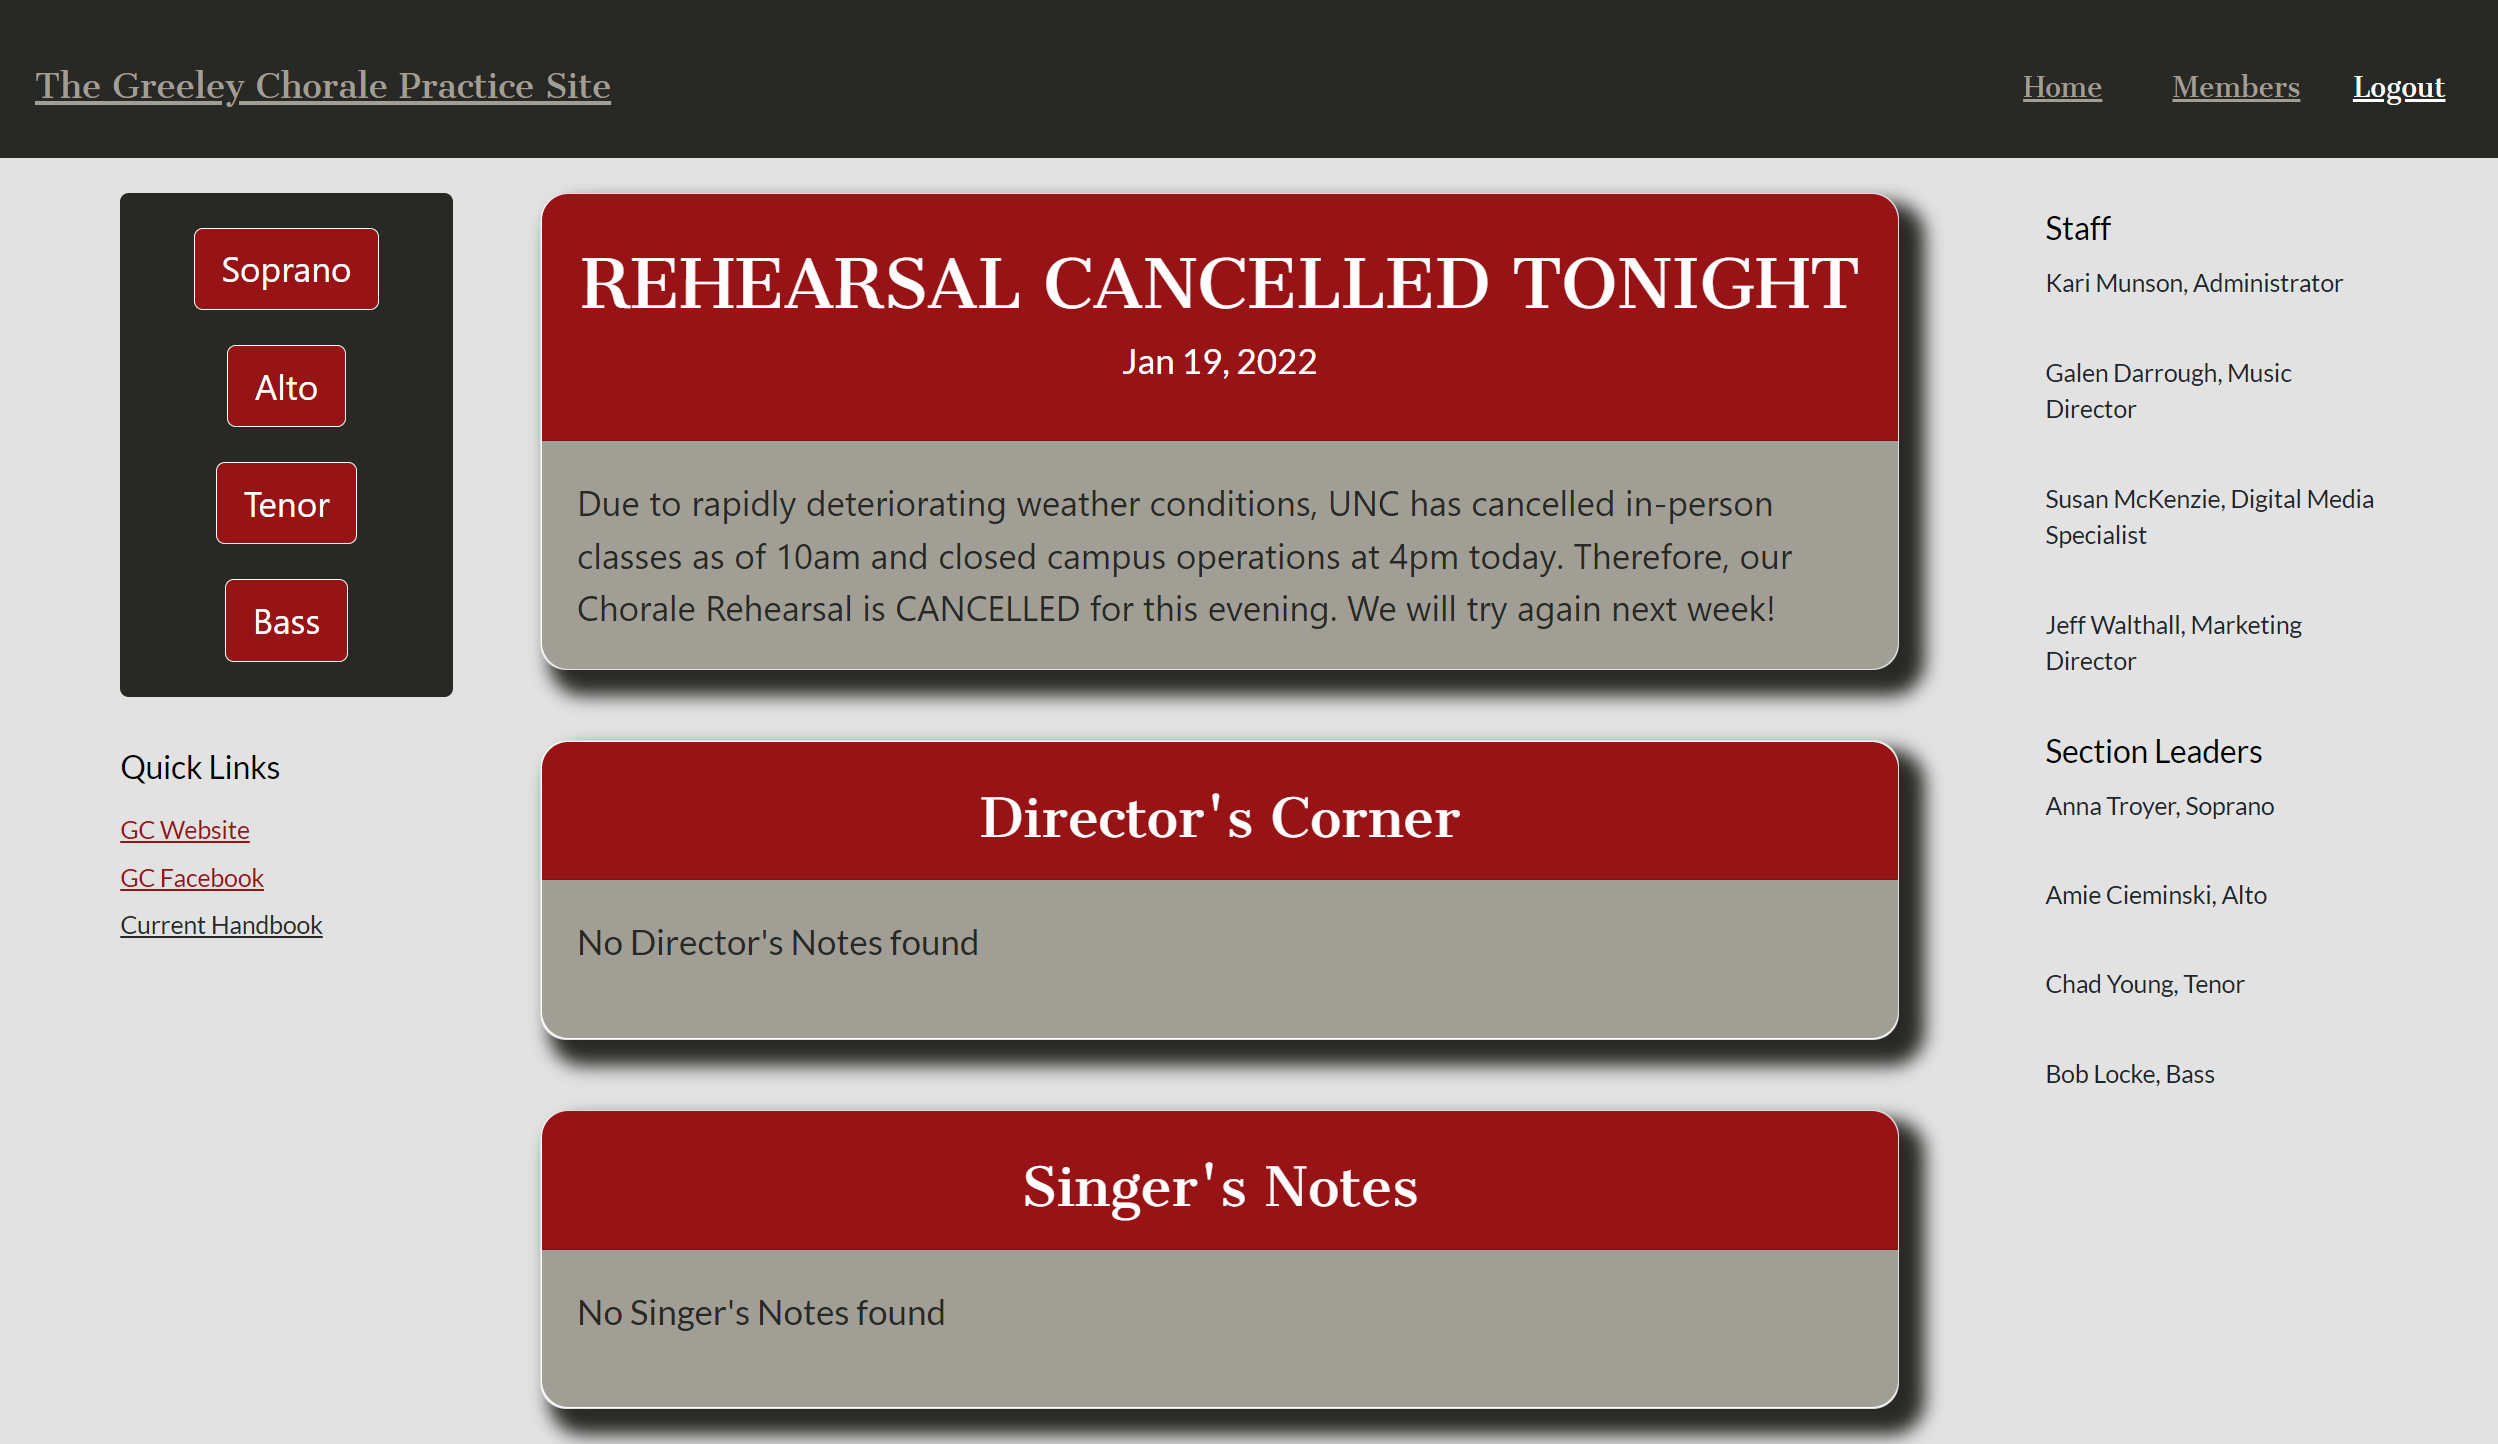 The Greeley Chorale Practice Site
Home Members Logout
Soprano
Alto
Tenor
Bass
Quick Links
GC Website
GC Facebook
Current Handbook
REHEARSAL CANCELLED TONIGHT
Jan 19, 2022
Due to rapidly deteriorating weather conditions, UNC has cancelled in-person
classes as of 10am and closed campus operations at 4pm today. Therefore, our
Chorale Rehearsal is CANCELLED for this evening. We will try again next week!
Director's Corner
No Director's Notes found
Singer's Notes
No Singer's Notes found
Staff
Kari Munson, Administrator
Galen Darrough, Music
Director
Susan McKenzie, Digital Media
Specialist
Jeff Walthall, Marketing
Director
Section Leaders
Anna Troyer, Soprano
Amie Cieminski, Alto
Chad Young, Tenor
Bob Locke, Bass